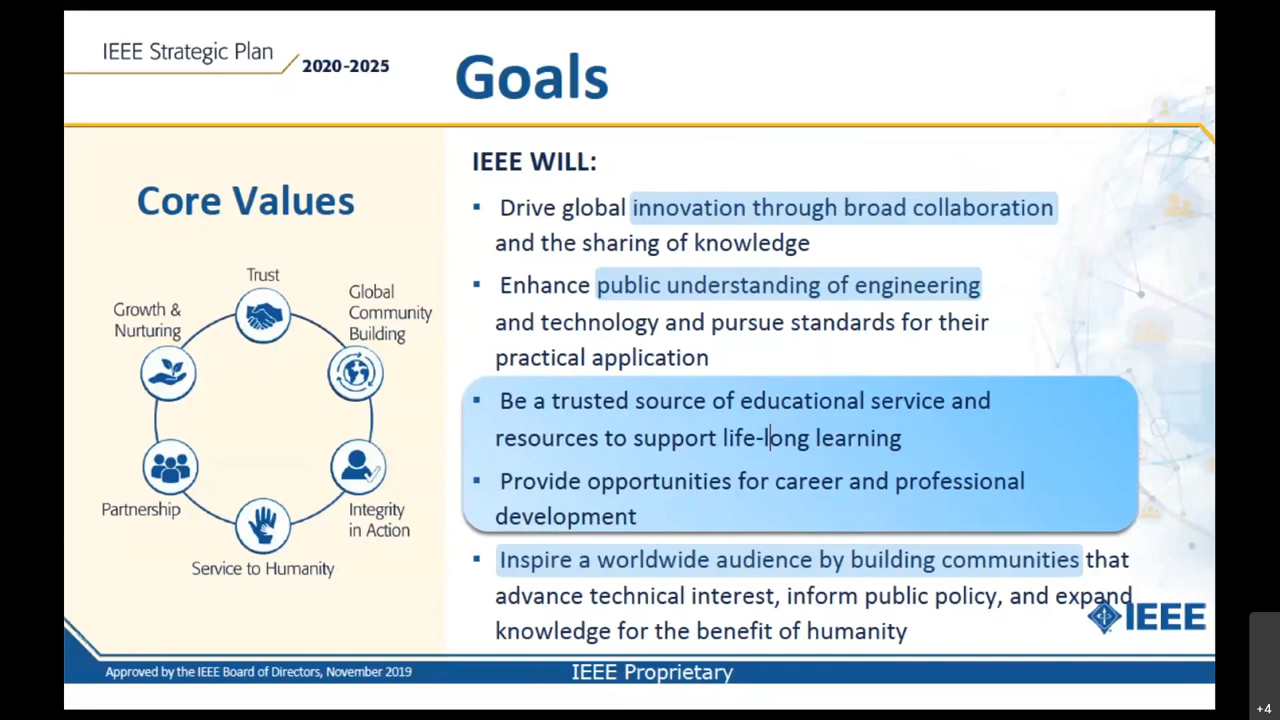 IEEE Strategic Plan
2020-2025
Goals
Core Values
Trust
Global
Community
Building
Growth &
Nurturing
Partnership
Integrity
in Action
Service to Humanity
IEEE WILL:
▪ Drive global innovation through broad collaboration
and the sharing of knowledge
▪ Enhance public understanding of engineering
and technology and pursue standards for their
practical application
▪ Be a trusted source of educational service and
resources to support life-long learning
▪ Provide opportunities for career and professional
development
▪ Inspire a worldwide audience by building communities that
advance technical interest, inform public policy, and expand
knowledge for the benefit of humanity
IEEE
Approved by the IEEE Board of Directors, November 2019
IEEE Proprietary
+4